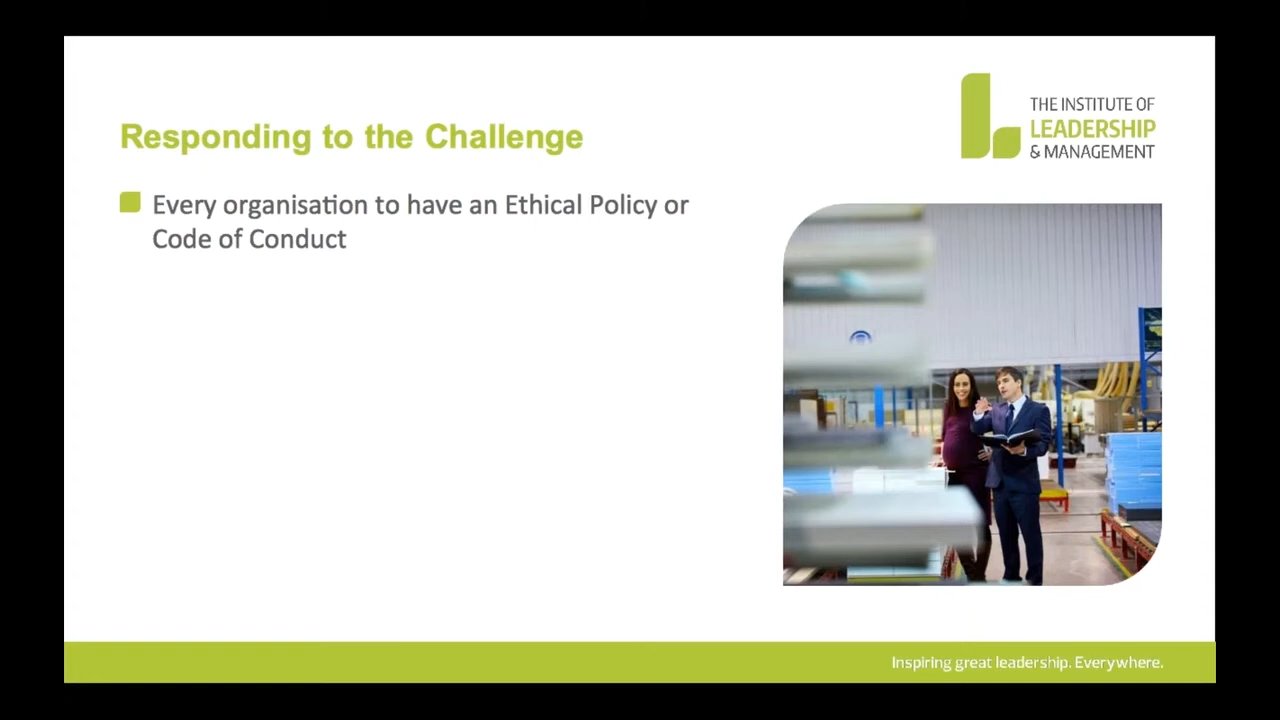 Responding to the Challenge
THE INSTITUTE OF
LEADERSHIP
& MANAGEMENT
Every organisation to have an Ethical Policy or
Code of Conduct
Inspiring great leadership. Everywhere.